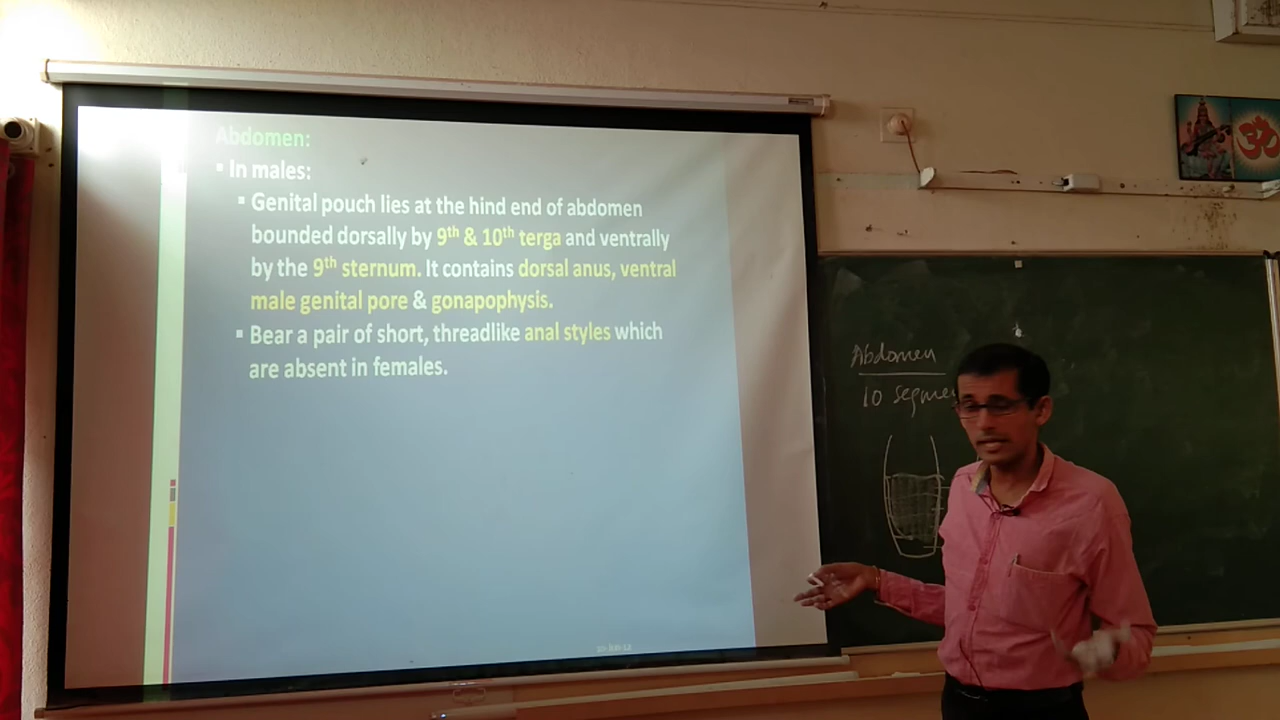 Abdomen:
▪ In males:
▪ Genital pouch lies at the hind end of abdomen
bounded dorsally by 9th & 10th terga and ventrally
by the 9th sternum. It contains dorsal anus, ventral
male genital pore & gonapophysis.
▪ Bear a pair of short, threadlike anal styles which
are absent in females.
Abdomen
10 segme
ॐ